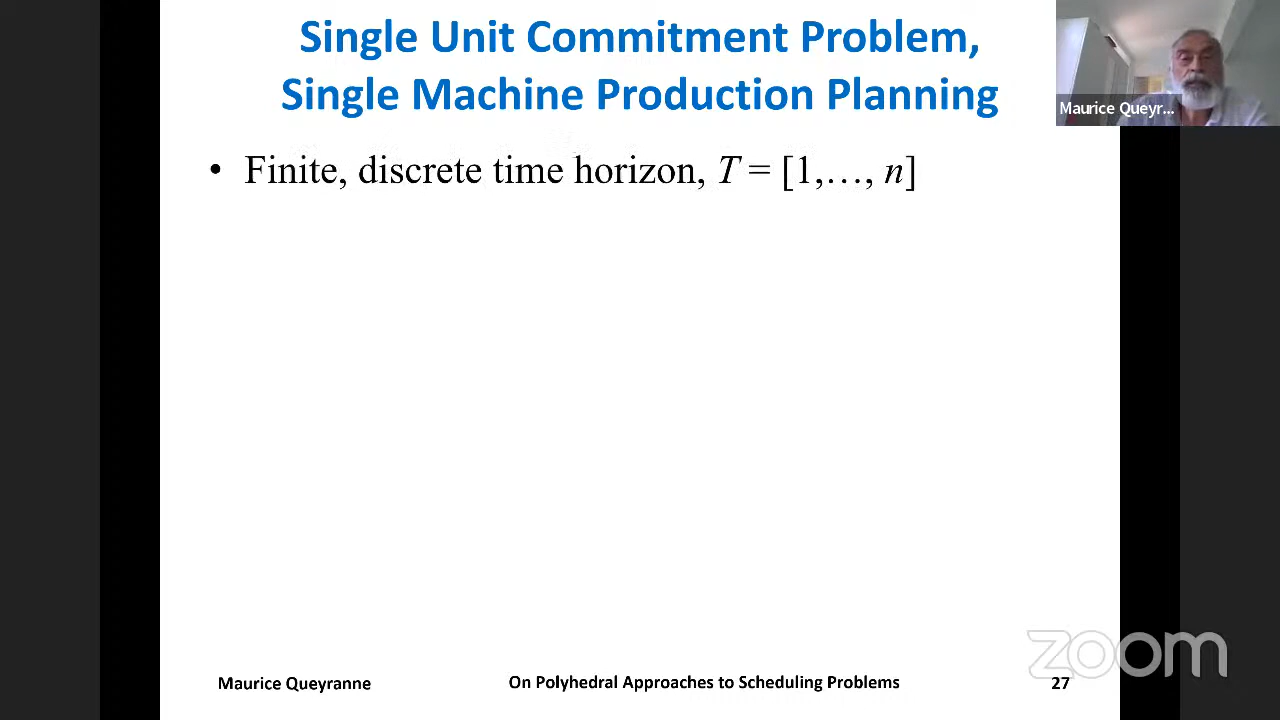 Single Unit Commitment Problem,
Single Machine Production Planning
Maurice Queyr...
• Finite, discrete time horizon, T = [1,…, n]
zoom
Maurice Queyranne
On Polyhedral Approaches to Scheduling Problems
27